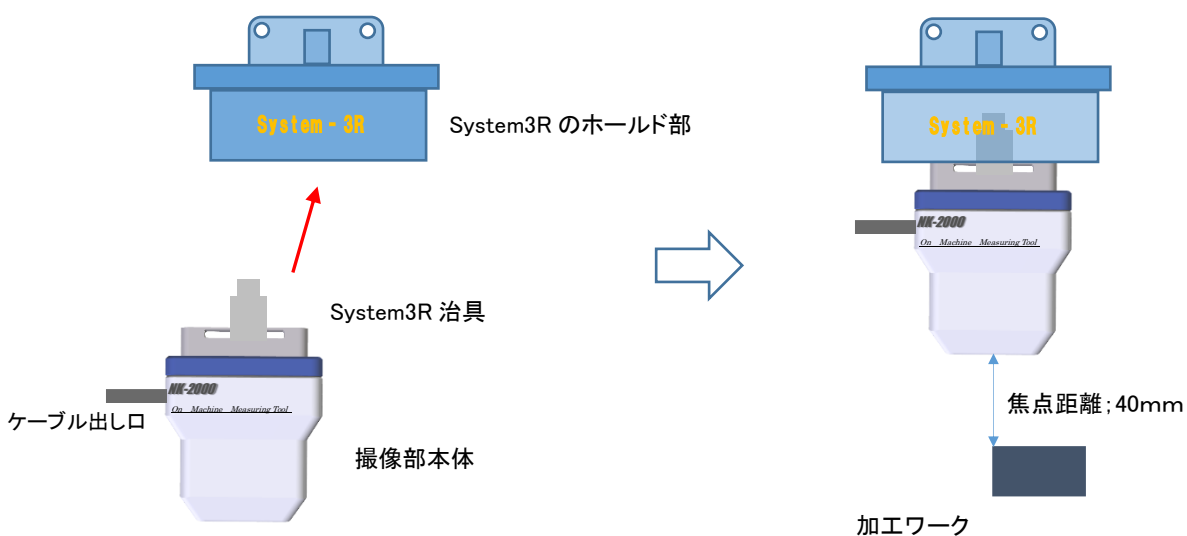 System - 3R
System3R のホールド部
System3R 治具
NK-2000
On Machine Measuring Tool
ケーブル出し口
撮像部本体
System - 3R
NK-2000
On Machine Measuring Tool
焦点距離;40mm
加工ワーク